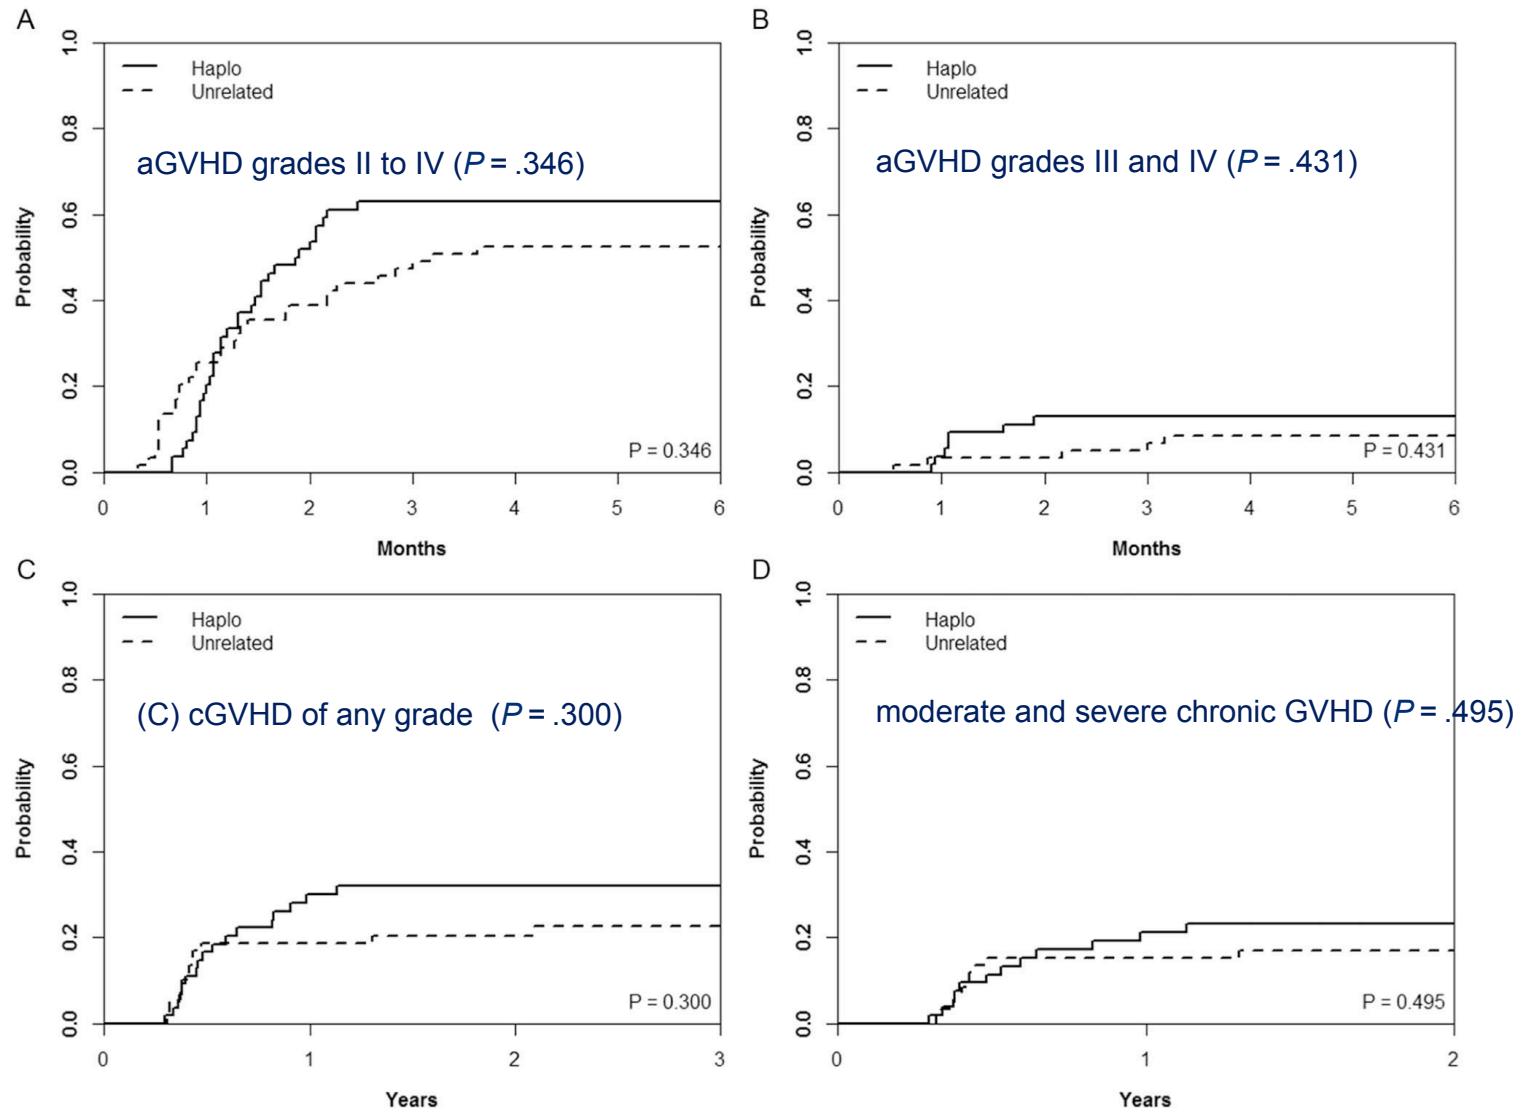 A
1.0
0.8
0.6
0.4
0.2
0.0
Probability
Haplo
Unrelated
aGVHD grades II to IV (P = .346)
P = 0.346
0 1 2 3 4 5 6
Months
B
1.0
0.8
0.6
0.4
0.2
0.0
Probability
Haplo
Unrelated
aGVHD grades III and IV (P = .431)
P = 0.431
0 1 2 3 4 5 6
Months
C
1.0
0.8
0.6
0.4
0.2
0.0
Probability
Haplo
Unrelated
(C) cGVHD of any grade (P = .300)
P = 0.300
0 1 2 3
Years
D
1.0
0.8
0.6
0.4
0.2
0.0
Probability
Haplo
Unrelated
moderate and severe chronic GVHD (P = .495)
P = 0.495
0 1 2
Years